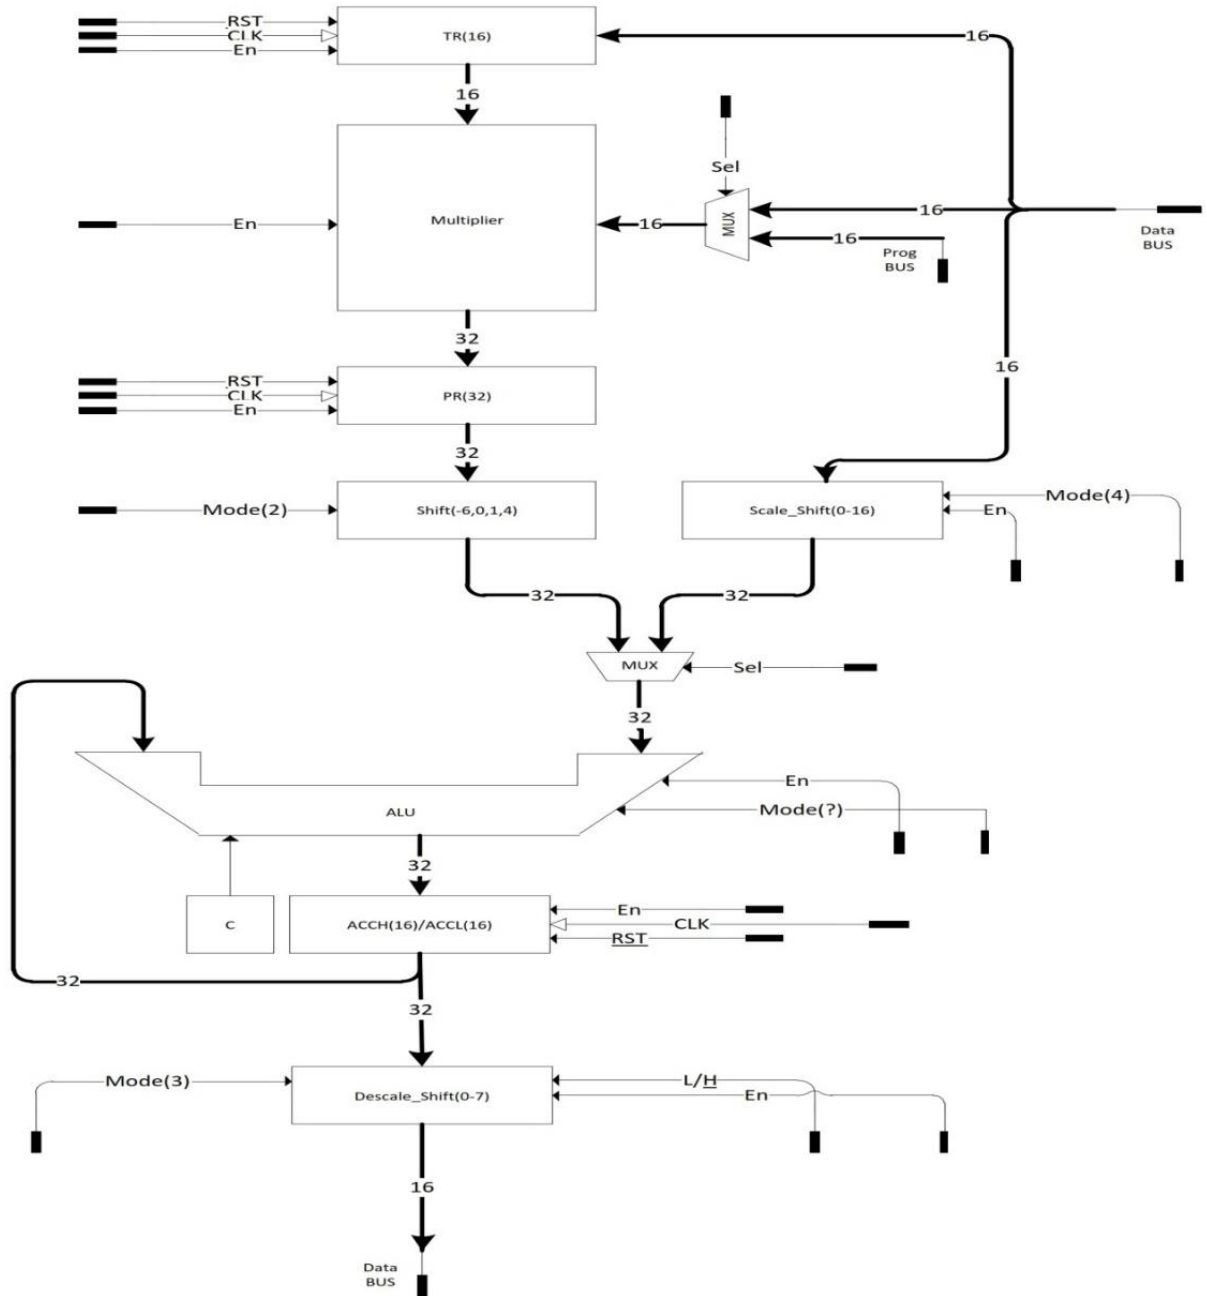 RST
CLK
En
TR(16)
16
16
Sel
En
Multiplier
16
MUX
16
16
Prog
BUS
Data
BUS
32
RST
CLK
En
PR(32)
16
32
Mode(2)
Shift(-6,0,1,4)
Scale_Shift(0-16)
Mode(4)
En
32
32
MUX
Sel
32
En
Mode(?)
ALU
32
C
ACCH(16)/ACCL(16)
En
CLK
RST
32
32
Mode(3)
Descale_Shift(0-7)
L/H
En
16
Data
BUS